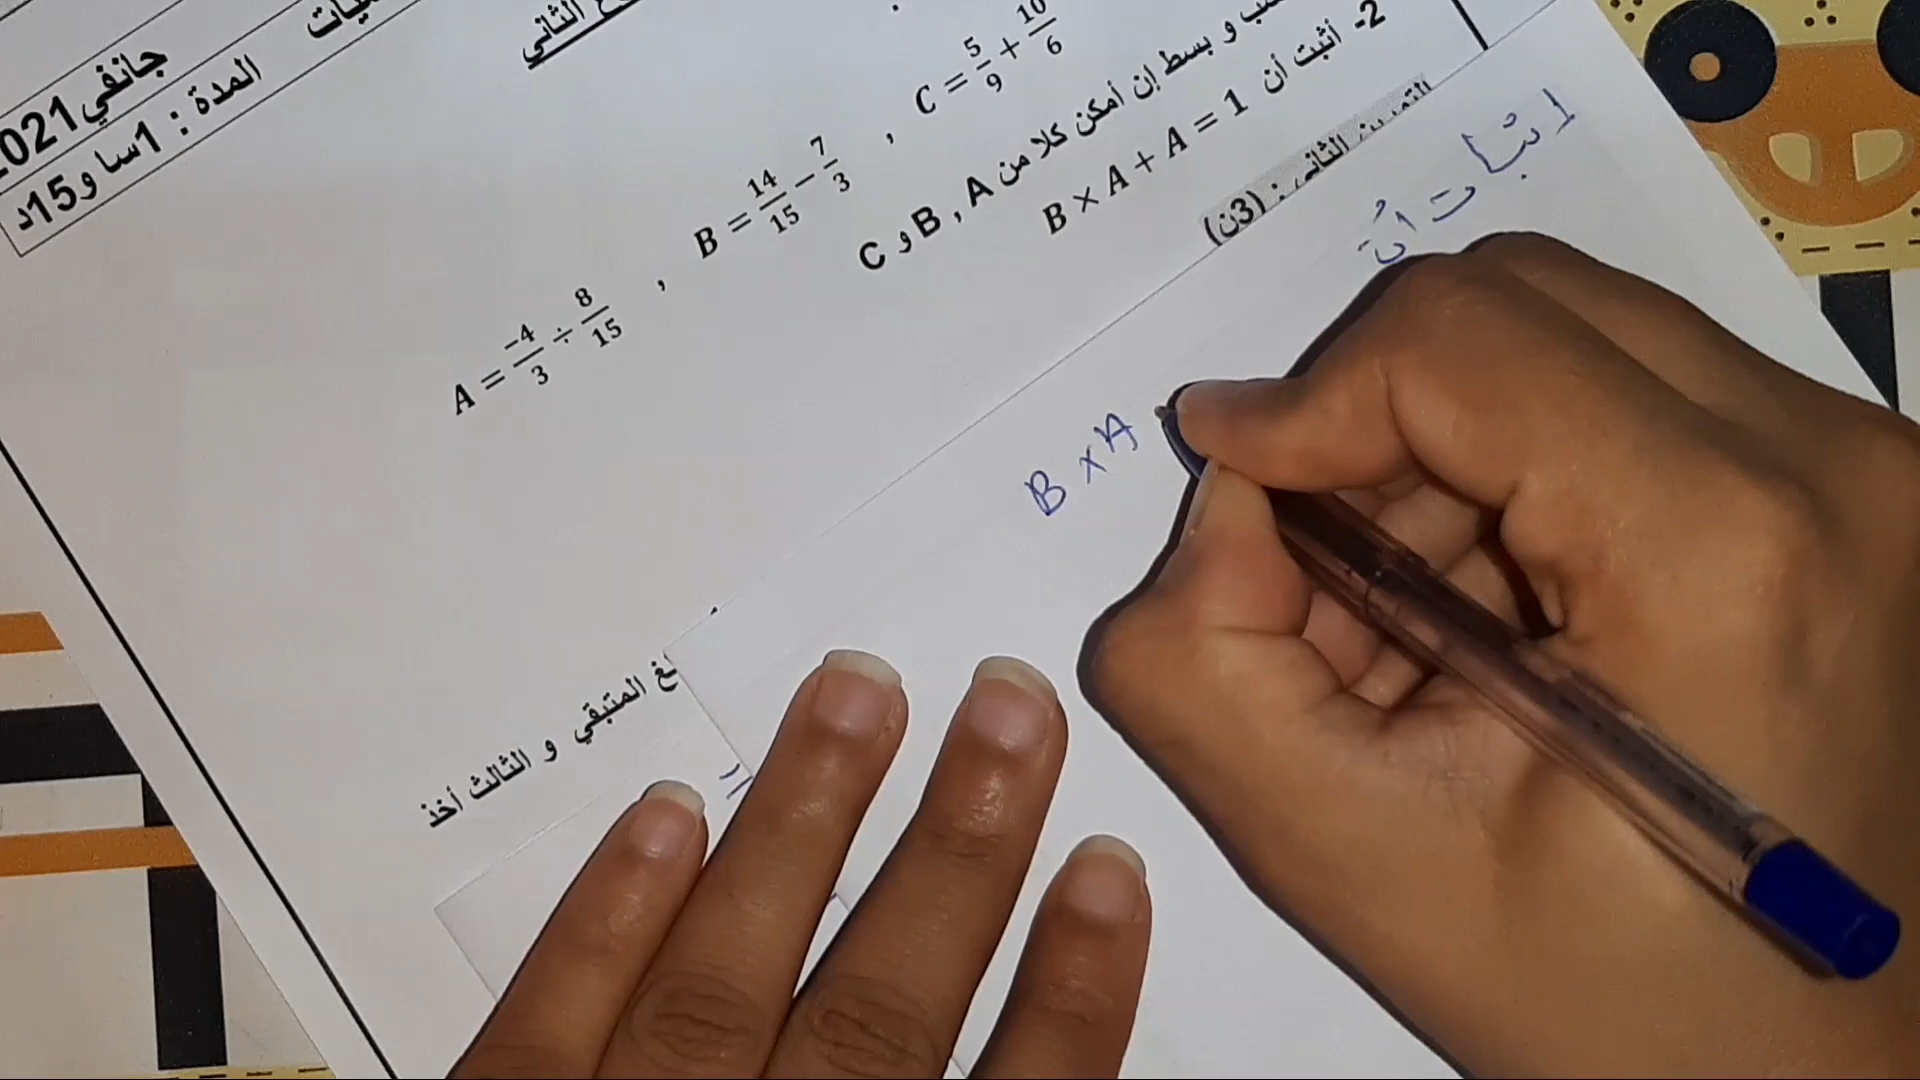 جانفي 2021
المدة : 1سا و15د
الثاني
A = -4/3 ÷ 8/15 , B = 14/15 − 7/3 , C = 5/9 + 10/6
و بسط إن أمكن كلا من A , B و C
2- أثبت أن B × A + A = 1
التمرين الثاني : (3ن)
اثبات أن
B × A
المتبقي و الثالث أخذ